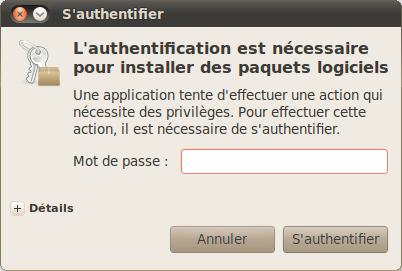 S'authentifier
L'authentification est nécessaire
pour installer des paquets logiciels
Une application tente d'effectuer une action qui
nécessite des privilèges. Pour effectuer cette
action, il est nécessaire de s'authentifier.
Mot de passe :
Détails
Annuler
S'authentifier